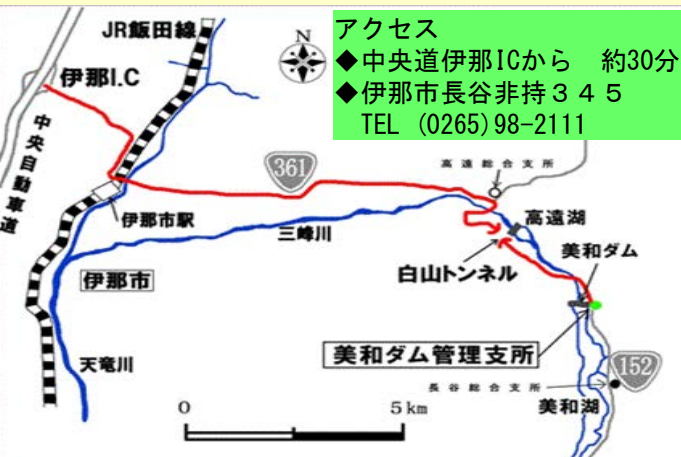 JR飯田線
N
アクセス
◆中央道伊那ICから　約30分
◆伊那市長谷非持３４５
TEL (0265)98-2111
伊那I.C
中央自動車道
361
高遠総合支所
伊那市駅
三峰川
高遠湖
美和ダム
白山トンネル
伊那市
美和ダム管理支所
天竜川
152
長谷総合支所
美和湖
0
5km